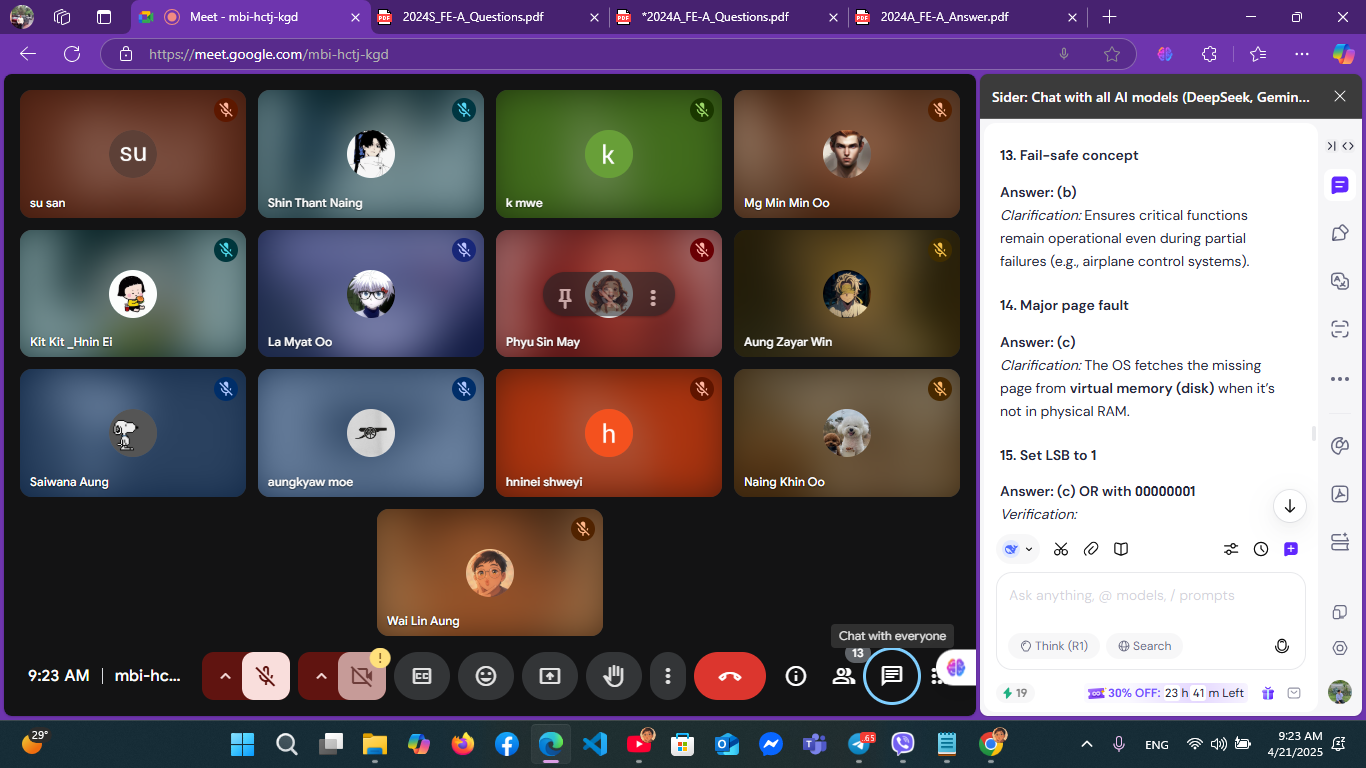 Meet - mbi-hctj-kgd
2024S_FE-A_Questions.pdf
*2024A_FE-A_Questions.pdf
2024A_FE-A_Answer.pdf
https://meet.google.com/mbi-hctj-kgd
su
su san
Shin Thant Naing
k
k mwe
Mg Min Min Oo
Kit Kit _Hnin Ei
La Myat Oo
Phyu Sin May
Aung Zayar Win
Saiwana Aung
aungkyaw moe
h
hninei shweyi
Naing Khin Oo
Wai Lin Aung
Chat with everyone
9:23 AM
mbi-hc...
13
Sider: Chat with all AI models (DeepSeek, Gemin...
13. Fail-safe concept
Answer: (b)
Clarification: Ensures critical functions
remain operational even during partial
failures (e.g., airplane control systems).
14. Major page fault
Answer: (c)
Clarification: The OS fetches the missing
page from virtual memory (disk) when it's
not in physical RAM.
15. Set LSB to 1
Answer: (c) OR with 00000001
Verification:
Ask anything, @ models, / prompts
Think (R1)
Search
19
30% OFF: 23 h 41 m Left
29°
65
ENG
9:23 AM
4/21/2025